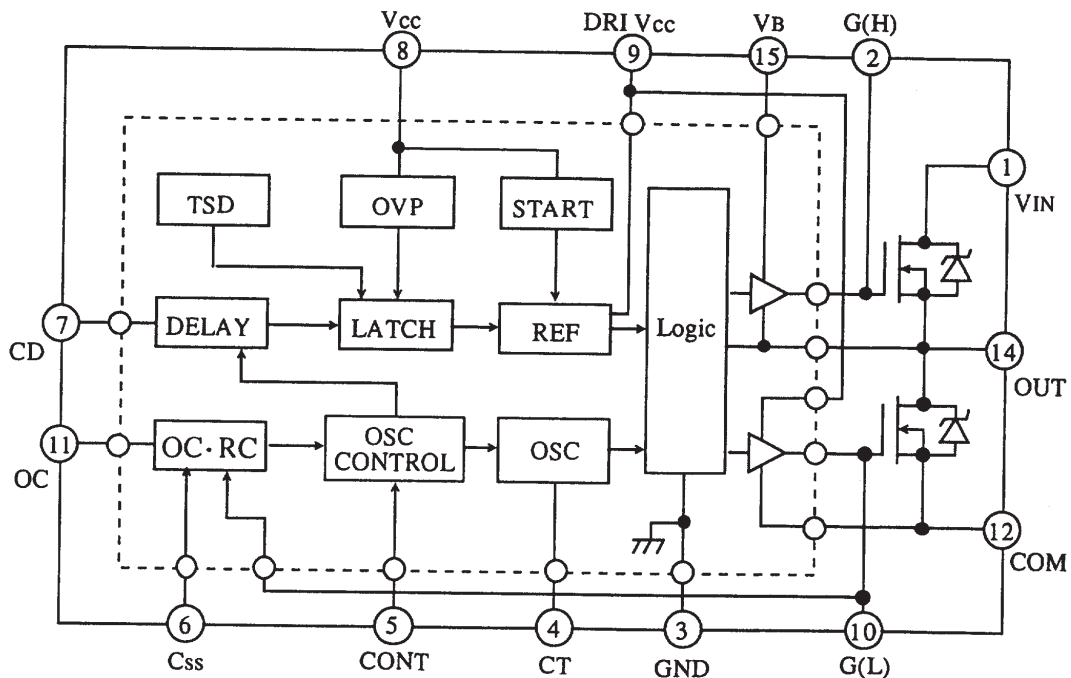 Vcc
DRI Vcc
VB
G(H)
8
9
15
2
1
VIN
TSD
OVP
START
7
CD
DELAY
LATCH
REF
Logic
14
OUT
11
OC
OC·RC
OSC
CONTROL
OSC
12
COM
6
5
4
3
10
Css
CONT
CT
GND
G(L)